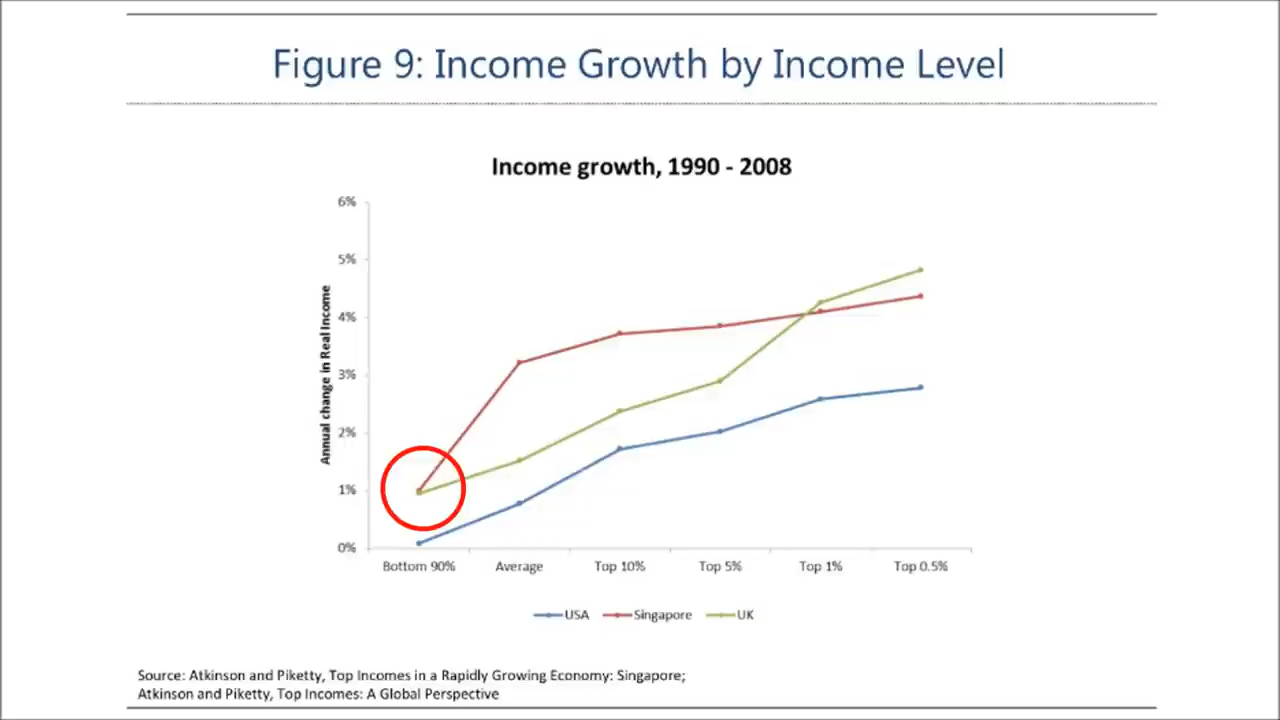 Figure 9: Income Growth by Income Level
Income growth, 1990 - 2008
Annual change in Real Income
6%
5%
4%
3%
2%
1%
0%
Bottom 90% Average Top 10% Top 5% Top 1% Top 0.5%
USA Singapore UK
Source: Atkinson and Piketty, Top Incomes in a Rapidly Growing Economy: Singapore;
Atkinson and Piketty, Top Incomes: A Global Perspective